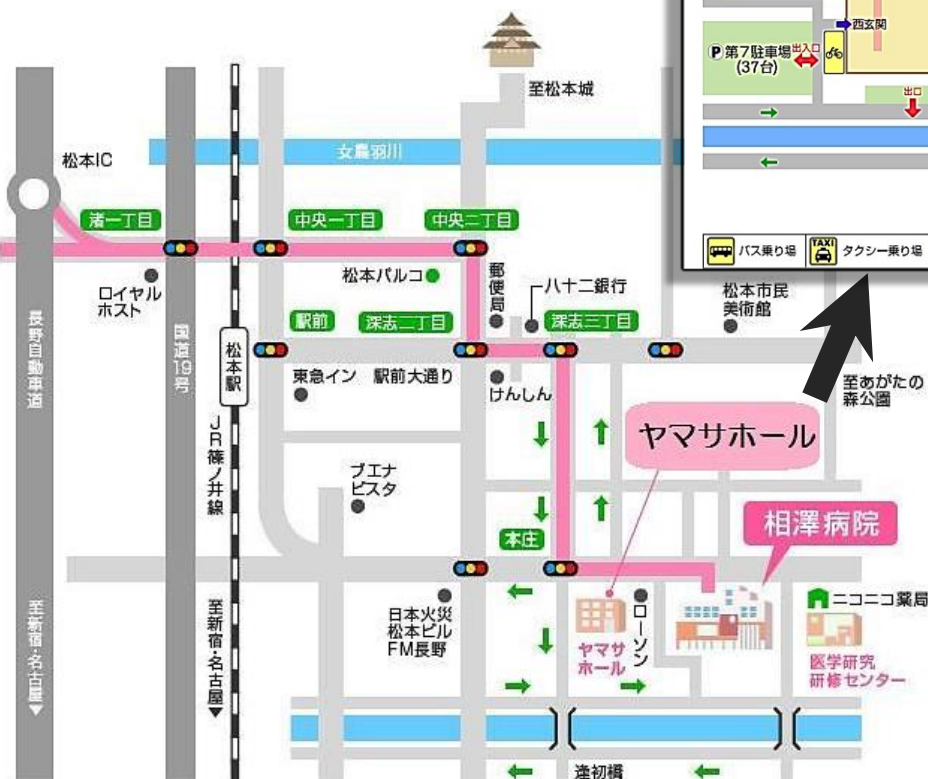 西玄関
P 第7駐車場
(37台)
出入口
出口
バス乗り場
TAXI
タクシー乗り場
至松本城
松本IC
女鳥羽川
渚一丁目
中央一丁目
中央二丁目
松本パルコ
ロイヤル
ホスト
郵便局
八十二銀行
松本市民
美術館
駅前
深志二丁目
深志三丁目
長野自動車道
国道19号
松本駅
東急イン
駅前大通り
けんしん
至あがたの
森公園
JR篠ノ井線
ヤマサホール
ブエナ
ビスタ
相澤病院
本庄
至新宿・名古屋▼
至新宿・名古屋▼
日本火災
松本ビル
FM長野
ローソン
ヤマサ
ホール
ニコニコ薬局
医学研究
研修センター
逢初橋